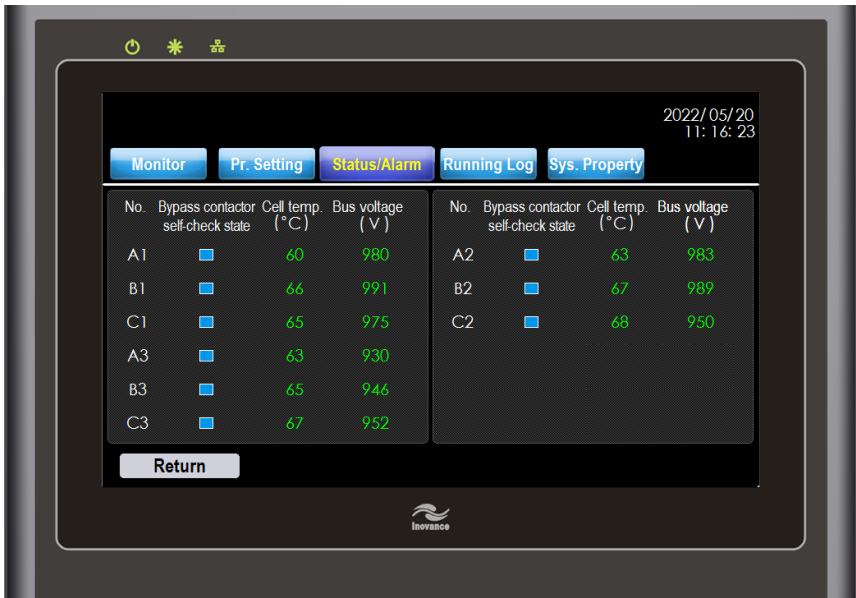 2022/05/20
11: 16: 23
Monitor Pr. Setting Status/Alarm Running Log Sys. Property
No. Bypass contactor self-check state Cell temp. (°C) Bus voltage (V)
A1 60 980
B1 66 991
C1 65 975
A3 63 930
B3 65 946
C3 67 952
No. Bypass contactor self-check state Cell temp. (°C) Bus voltage (V)
A2 63 983
B2 67 989
C2 68 950
Return
Inovance